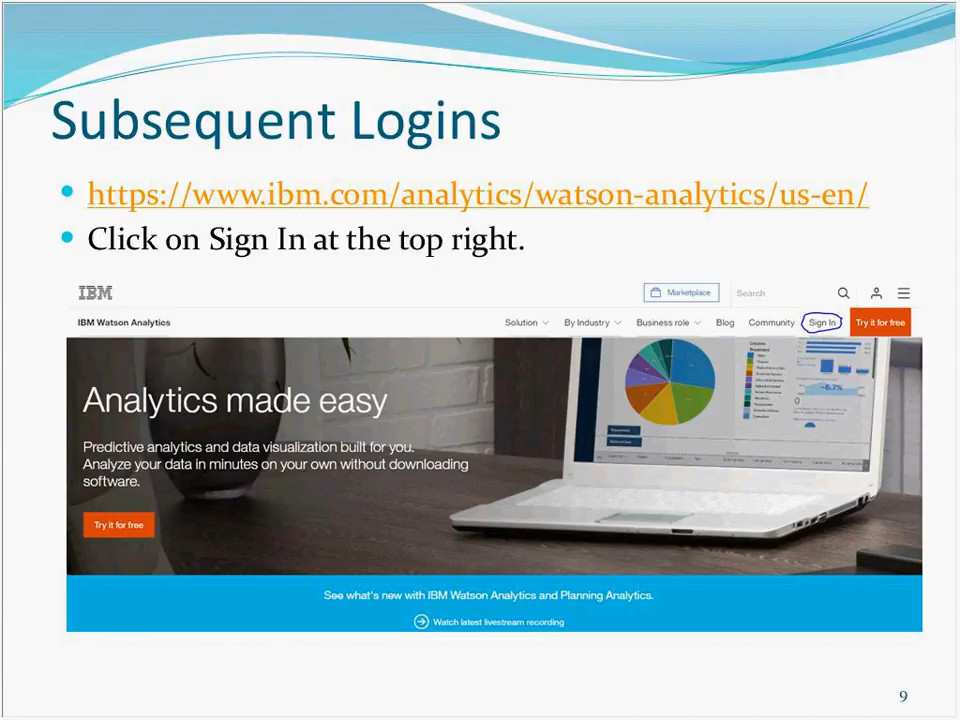 Subsequent Logins
https://www.ibm.com/analytics/watson-analytics/us-en/
Click on Sign In at the top right.
IBM
Marketplace
Search
IBM Watson Analytics
Solution
By Industry
Business role
Blog
Community
Sign In
Try it for free
Analytics made easy
Predictive analytics and data visualization built for you.
Analyze your data in minutes on your own without downloading
software.
Try it for free
-6.7%
See what's new with IBM Watson Analytics and Planning Analytics.
Watch latest livestream recording
9